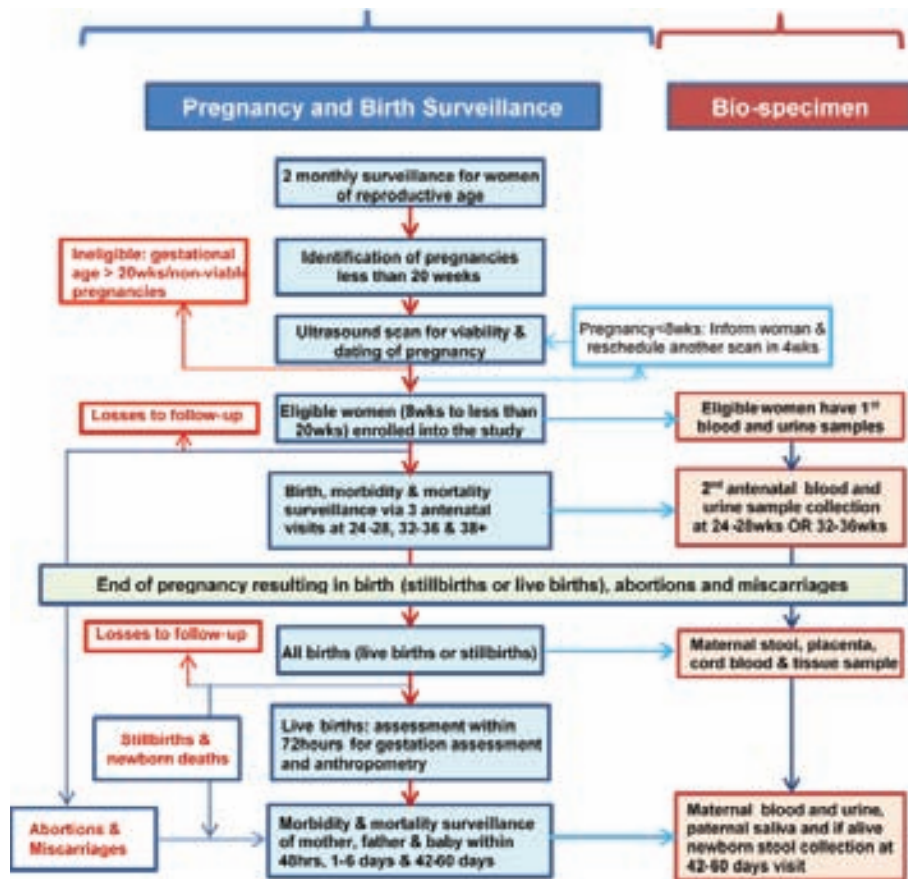 Pregnancy and Birth Surveillance
Bio-specimen
2 monthly surveillance for women
of reproductive age
Ineligible: gestational
age > 20wks/non-viable
pregnancies
Identification of pregnancies
less than 20 weeks
Ultrasound scan for viability &
dating of pregnancy
Pregnancy<8wks: Inform woman &
reschedule another scan in 4wks
Losses to follow-up
Eligible women (8wks to less than
20wks) enrolled into the study
Eligible women have 1st
blood and urine samples
Birth, morbidity & mortality
surveillance via 3 antenatal
visits at 24-28, 32-36 & 38+
2nd antenatal blood and
urine sample collection
at 24-28wks OR 32-36wks
End of pregnancy resulting in birth (stillbirths or live births), abortions and miscarriages
Losses to follow-up
All births (live births or stillbirths)
Maternal stool, placenta,
cord blood & tissue sample
Stillbirths &
newborn deaths
Live births: assessment within
72hours for gestation assessment
and anthropometry
Abortions &
Miscarriages
Morbidity & mortality surveillance
of mother, father & baby within
48hrs, 1-6 days & 42-60 days
Maternal blood and urine,
paternal saliva and if alive
newborn stool collection at
42-60 days visit